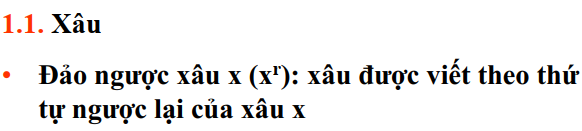 1.1. Xâu
• Đảo ngược xâu x (xʳ): xâu được viết theo thứ
tự ngược lại của xâu x